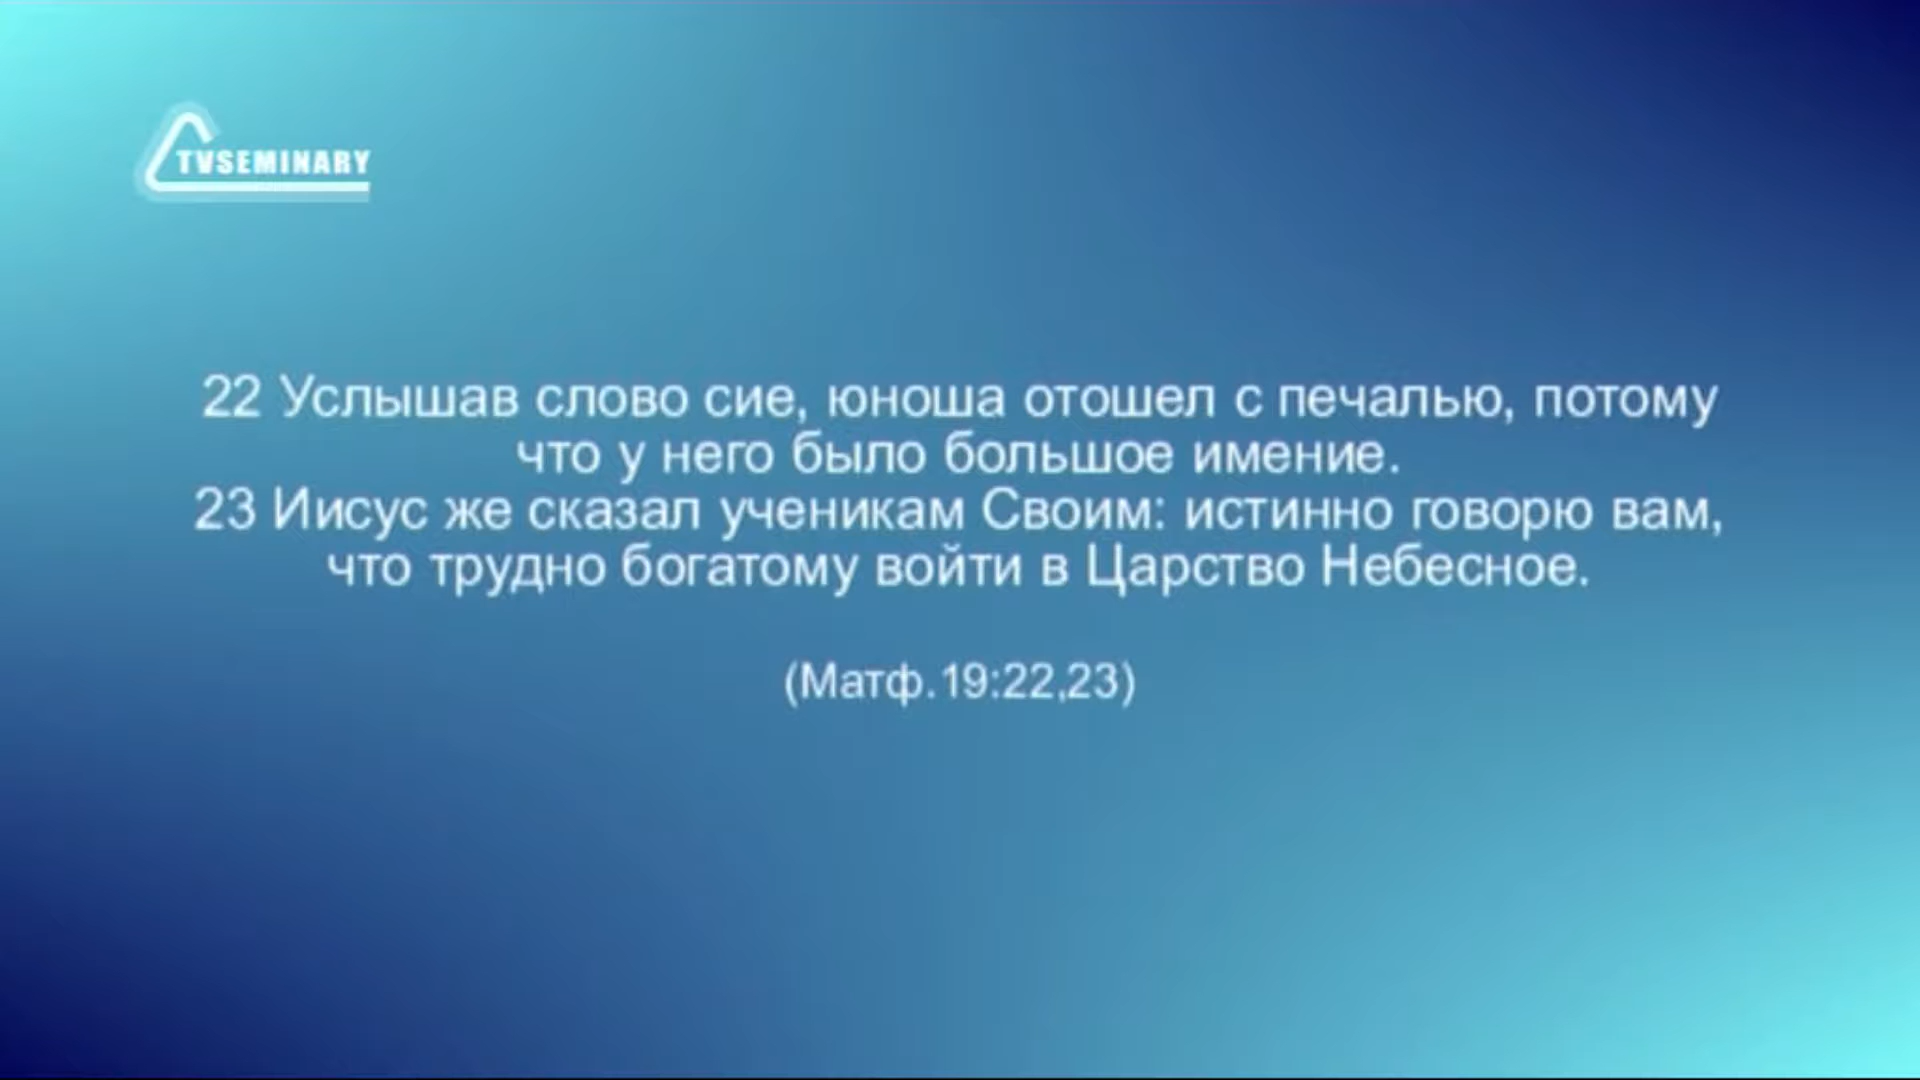 TVSEMINARY
22 Услышав слово сие, юноша отошел с печалью, потому
что у него было большое имение.
23 Иисус же сказал ученикам Своим: истинно говорю вам,
что трудно богатому войти в Царство Небесное.
(Матф.19:22,23)